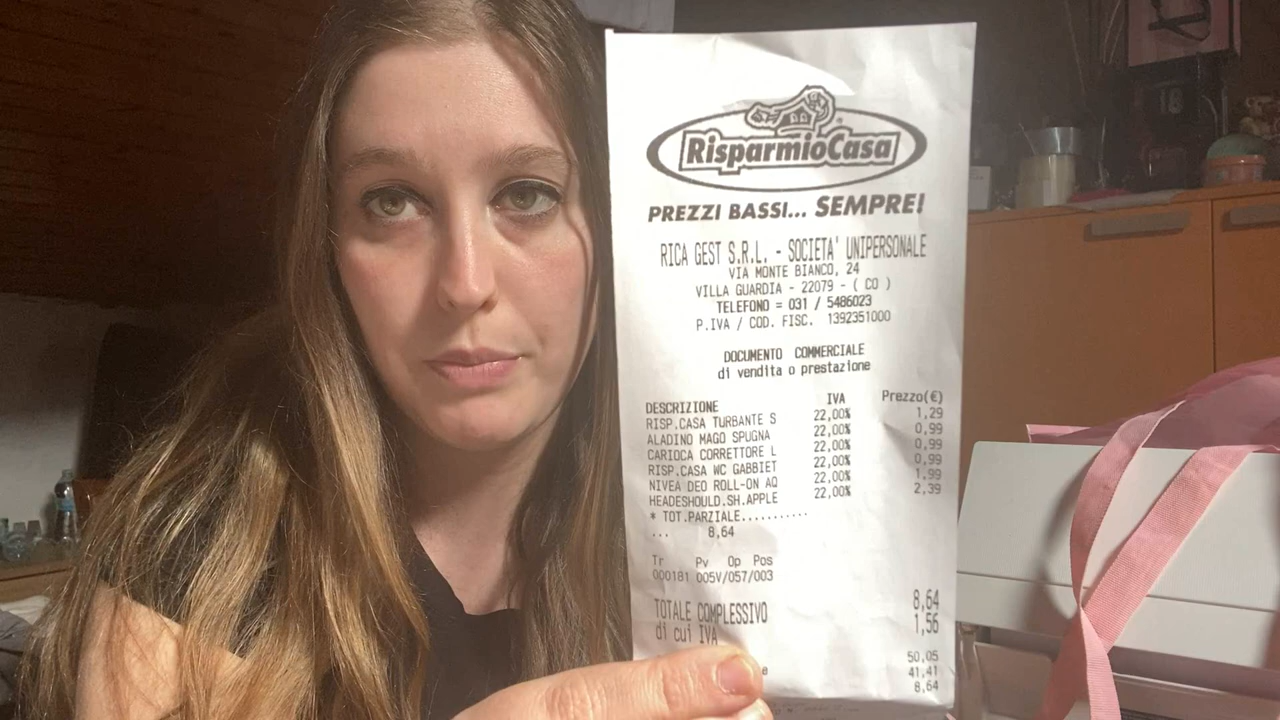 RisparmioCasa
PREZZI BASSI... SEMPRE!
RICA GEST S.R.L. - SOCIETA' UNIPERSONALE
VIA MONTE BIANCO, 24
VILLA GUARDIA - 22079 - ( CO )
TELEFONO = 031 / 5486023
P.IVA / COD. FISC. 1392351000
DOCUMENTO COMMERCIALE
di vendita o prestazione
DESCRIZIONE IVA Prezzo(€)
RISP.CASA TURBANTE S 22,00% 1,29
ALADINO MAGO SPUGNA 22,00% 0,99
CARIOCA CORRETTORE L 22,00% 0,99
RISP.CASA WC GABBIET 22,00% 0,99
NIVEA DEO ROLL-ON AQ 22,00% 1,99
HEADESHOULD.SH.APPLE 22,00% 2,39
* TOT.PARZIALE..........
... 8,64
Tr Pv Op Pos
000181 005V/057/003
TOTALE COMPLESSIVO 8,64
di cui IVA 1,56
50,05
e 41,41
8,64
18